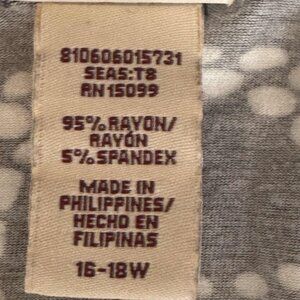 810606015731
SEAS:T8
RN 15099
95% RAYON/
RAYÓN
5% SPANDEX
MADE IN
PHILIPPINES/
HECHO EN
FILIPINAS
16-18W